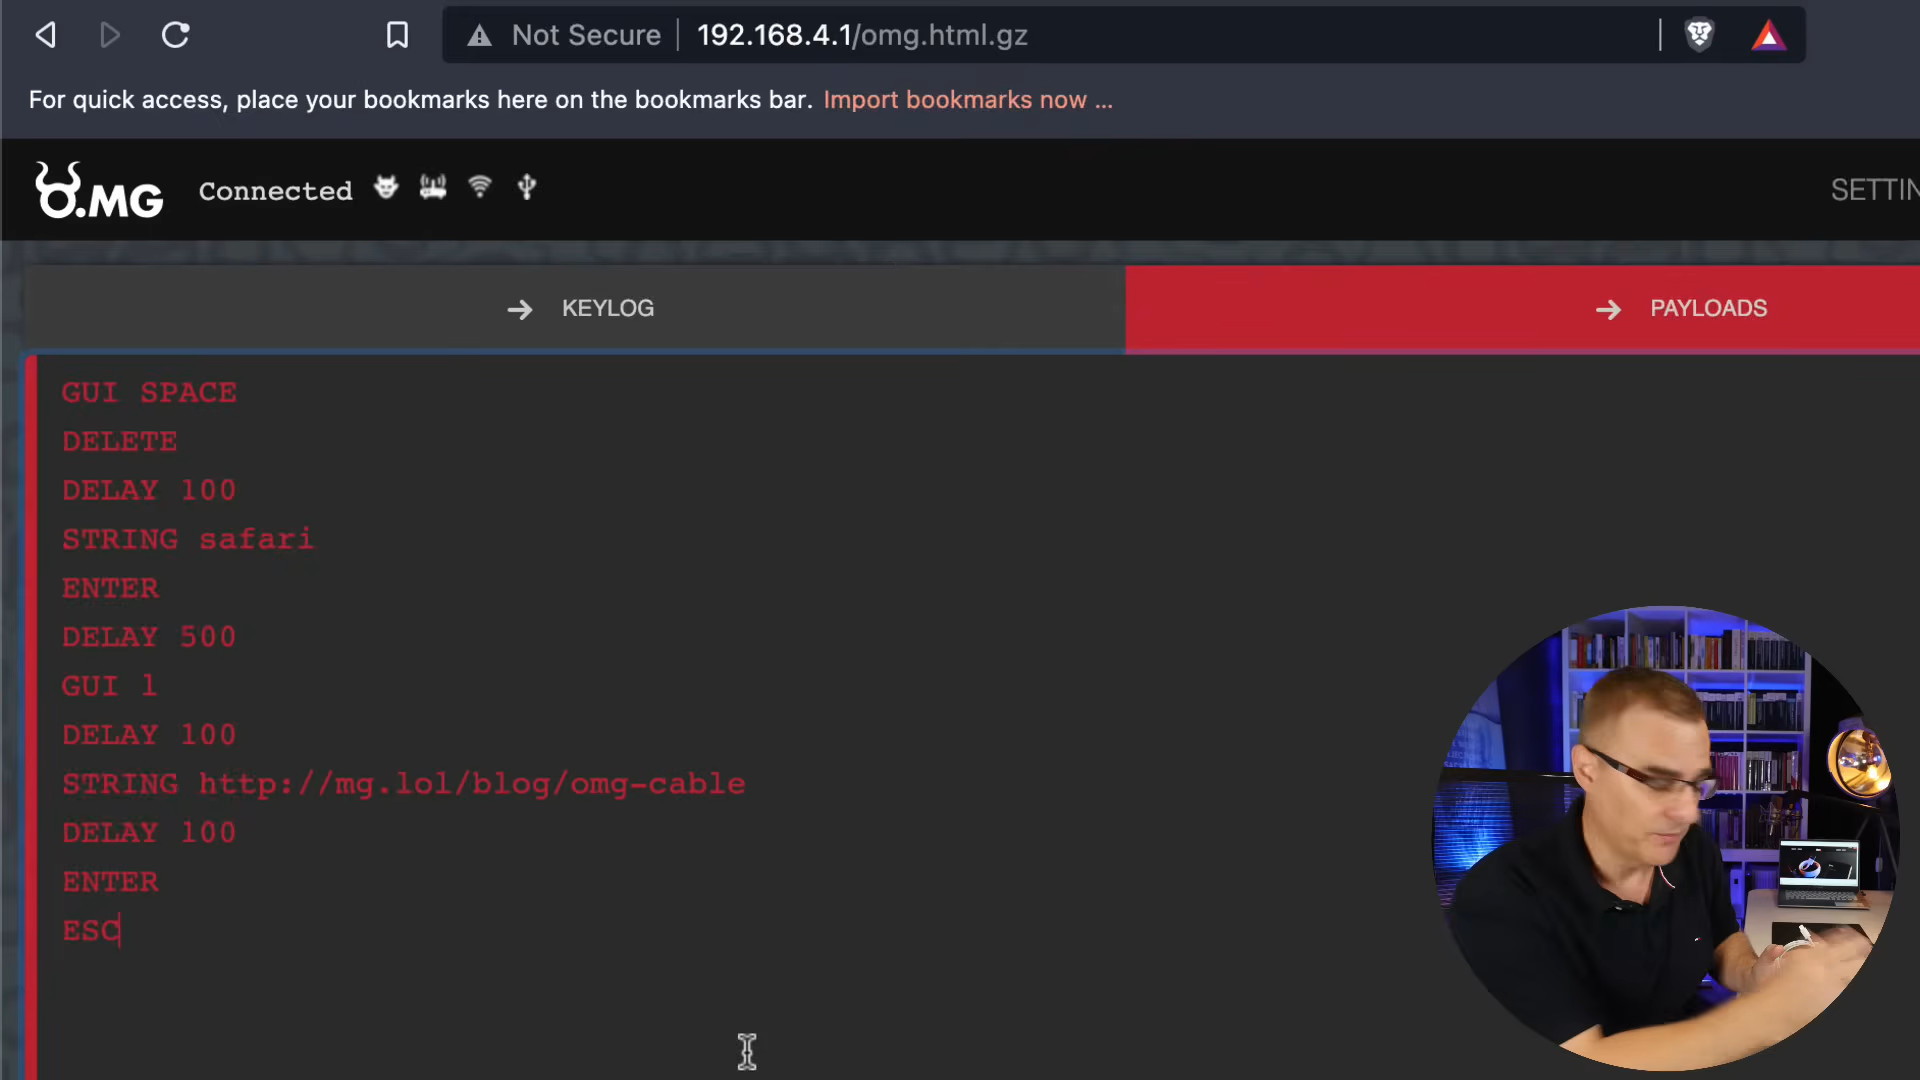 Not Secure 192.168.4.1/omg.html.gz
For quick access, place your bookmarks here on the bookmarks bar. Import bookmarks now ...
O.MG Connected SETTIN
KEYLOG PAYLOADS
GUI SPACE
DELETE
DELAY 100
STRING safari
ENTER
DELAY 500
GUI l
DELAY 100
STRING http://mg.lol/blog/omg-cable
DELAY 100
ENTER
ESC